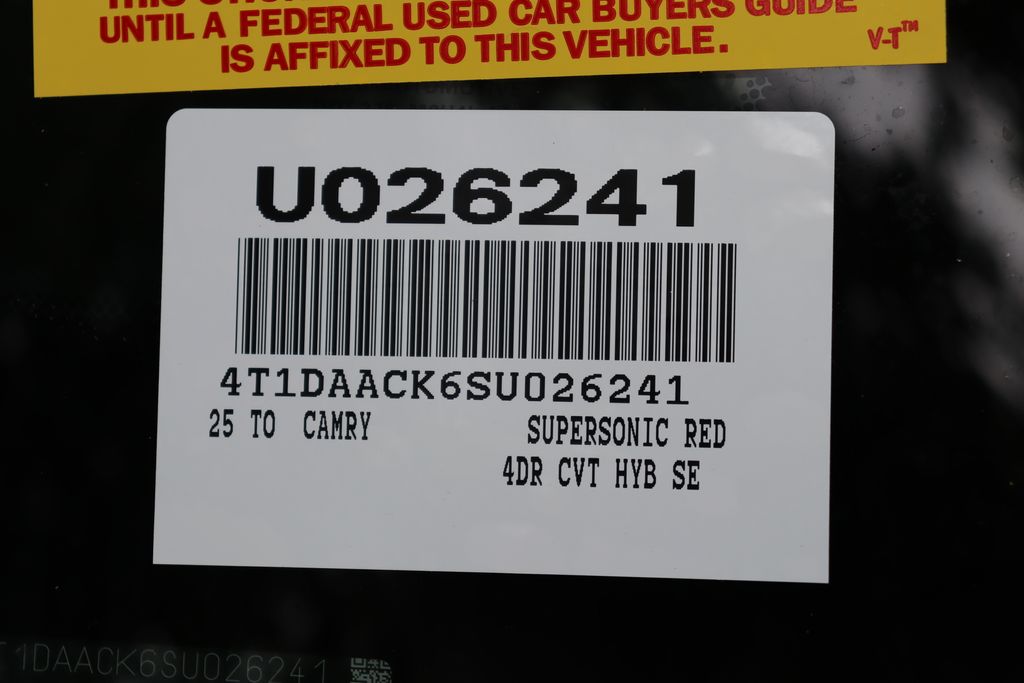 UNTIL A FEDERAL USED CAR BUYERS GUIDE
IS AFFIXED TO THIS VEHICLE.
V-T™
U026241
4T1DAACK6SU026241
25 TO CAMRY SUPERSONIC RED
4DR CVT HYB SE
1DAACK6SU026241